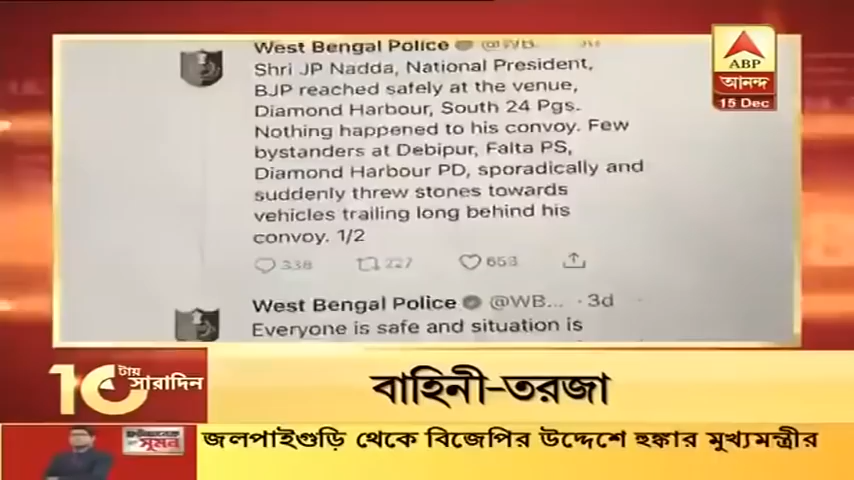 West Bengal Police
Shri JP Nadda, National President,
BJP reached safely at the venue,
Diamond Harbour, South 24 Pgs.
Nothing happened to his convoy. Few
bystanders at Debipur, Falta PS,
Diamond Harbour PD, sporadically and
suddenly threw stones towards
vehicles trailing long behind his
convoy. 1/2
338 227 653
West Bengal Police @WB... · 3d
Everyone is safe and situation is
ABP
আনন্দ
15 Dec
১০টায়
সারাদিন
বাহিনী-তরজা
সুমন
জলপাইগুড়ি থেকে বিজেপির উদ্দেশে হুঙ্কার মুখ্যমন্ত্রীর